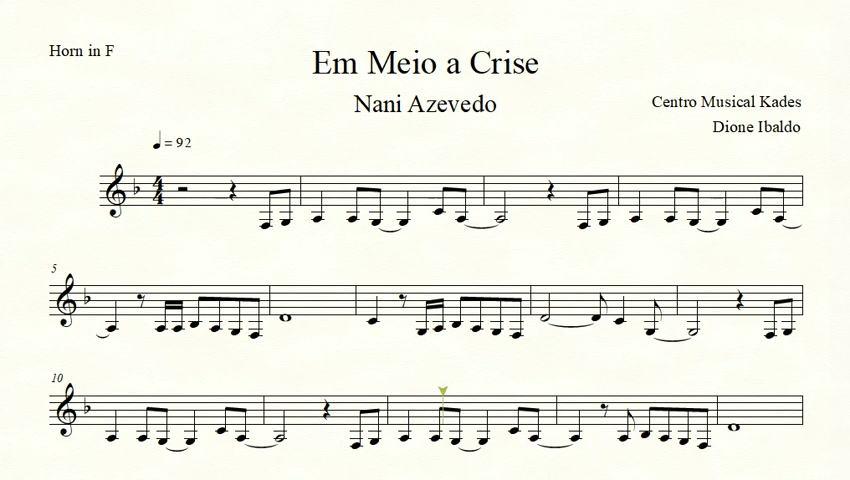 Horn in F
Em Meio a Crise
Nani Azevedo
Centro Musical Kades
Dione Ibaldo
= 92
4
4
5
10